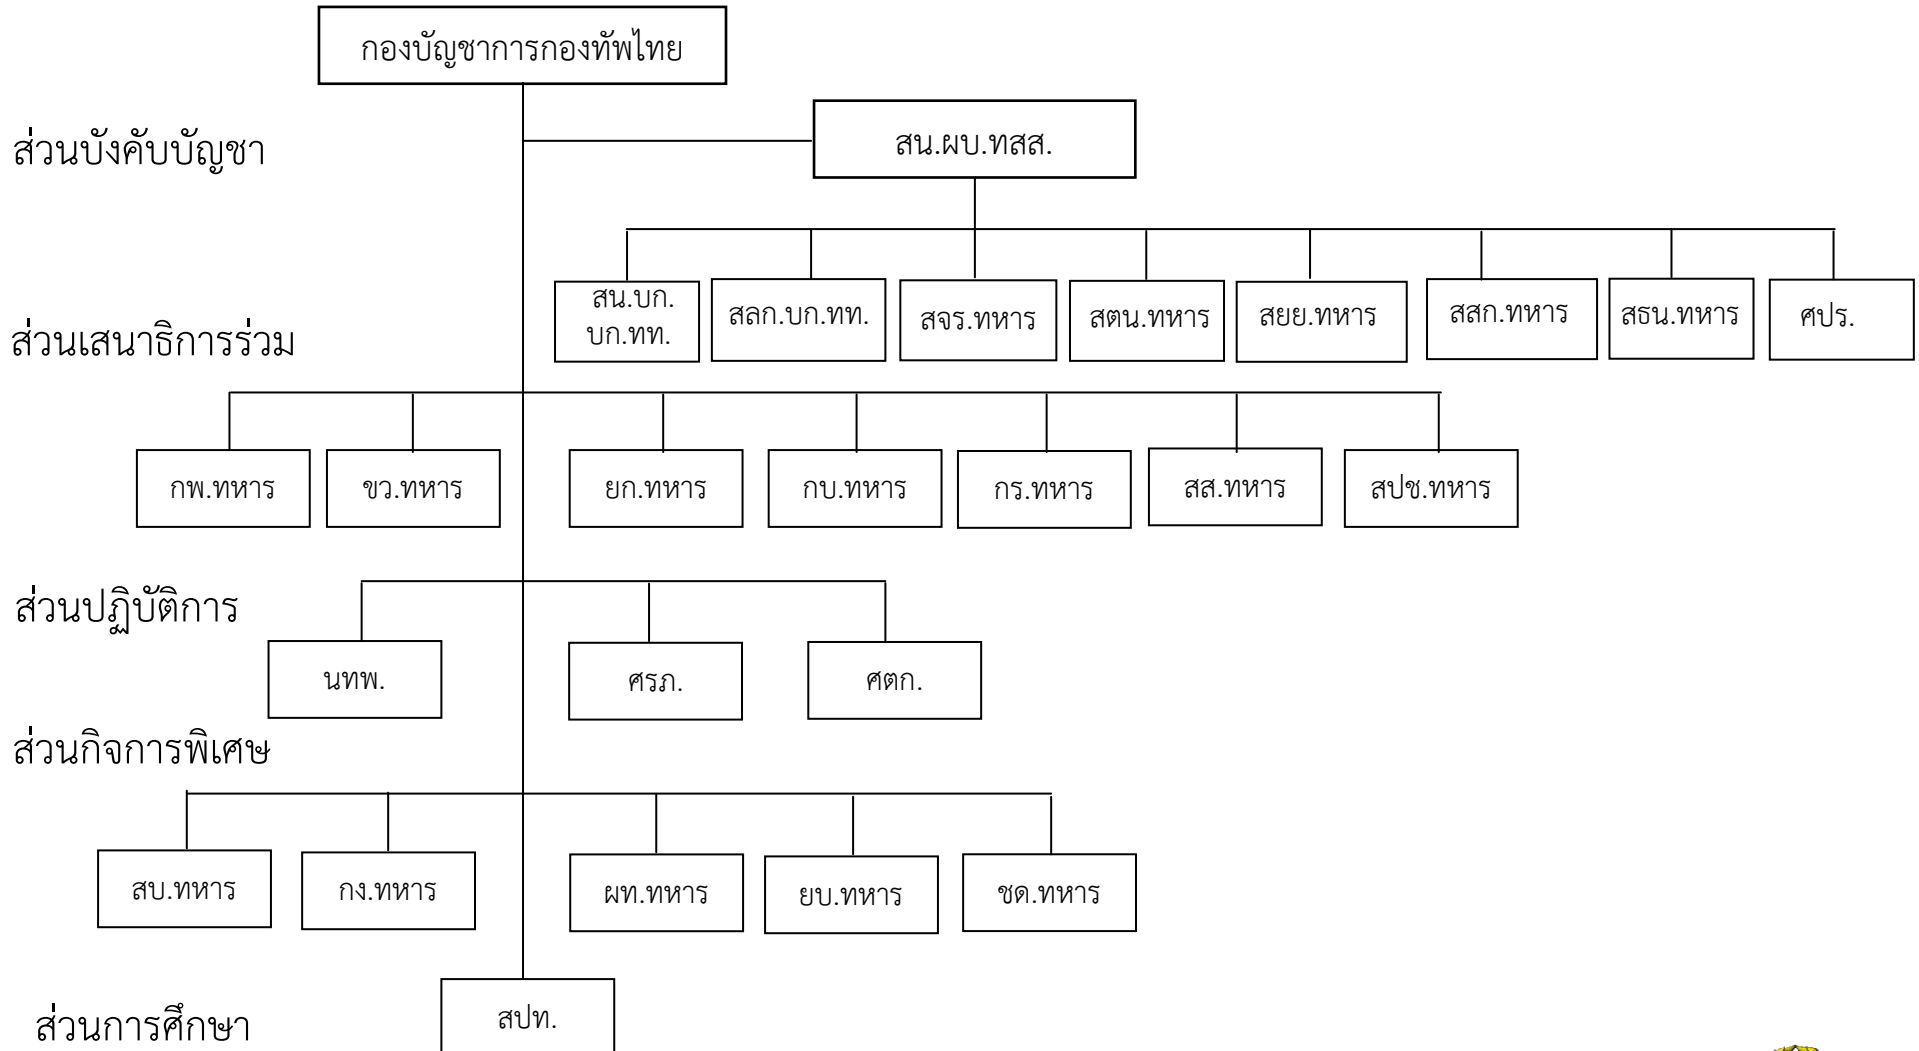 กองบัญชาการกองทัพไทย
ส่วนบังคับบัญชา
สน.ผบ.ทสส.
ส่วนเสนาธิการร่วม
สน.บก.
บก.ทท.
สลก.บก.ทท.
สจร.ทหาร
สตน.ทหาร
สยย.ทหาร
สสก.ทหาร
สธน.ทหาร
ศปร.
กพ.ทหาร
ขว.ทหาร
ยก.ทหาร
กบ.ทหาร
กร.ทหาร
สส.ทหาร
สปช.ทหาร
ส่วนปฏิบัติการ
นทพ.
ศรภ.
ศตก.
ส่วนกิจการพิเศษ
สบ.ทหาร
กง.ทหาร
ผท.ทหาร
ยบ.ทหาร
ชด.ทหาร
ส่วนการศึกษา
สปท.